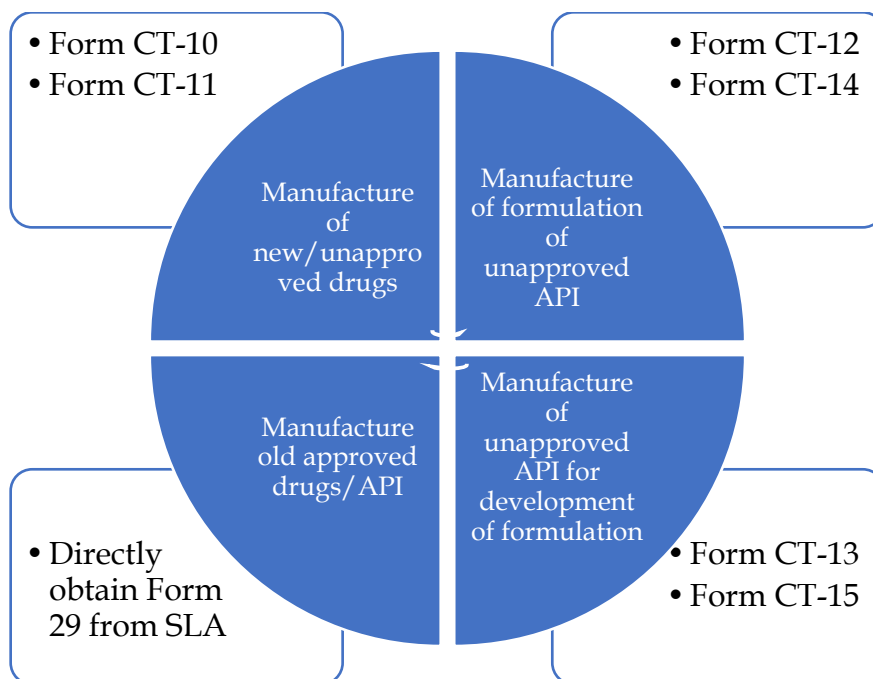 • Form CT-10
• Form CT-11
• Form CT-12
• Form CT-14
Manufacture
of
new/unappro
ved drugs
Manufacture
of formulation
of
unapproved
API
Manufacture
old approved
drugs/API
Manufacture
of
unapproved
API for
development
of formulation
• Directly
obtain Form
29 from SLA
• Form CT-13
• Form CT-15